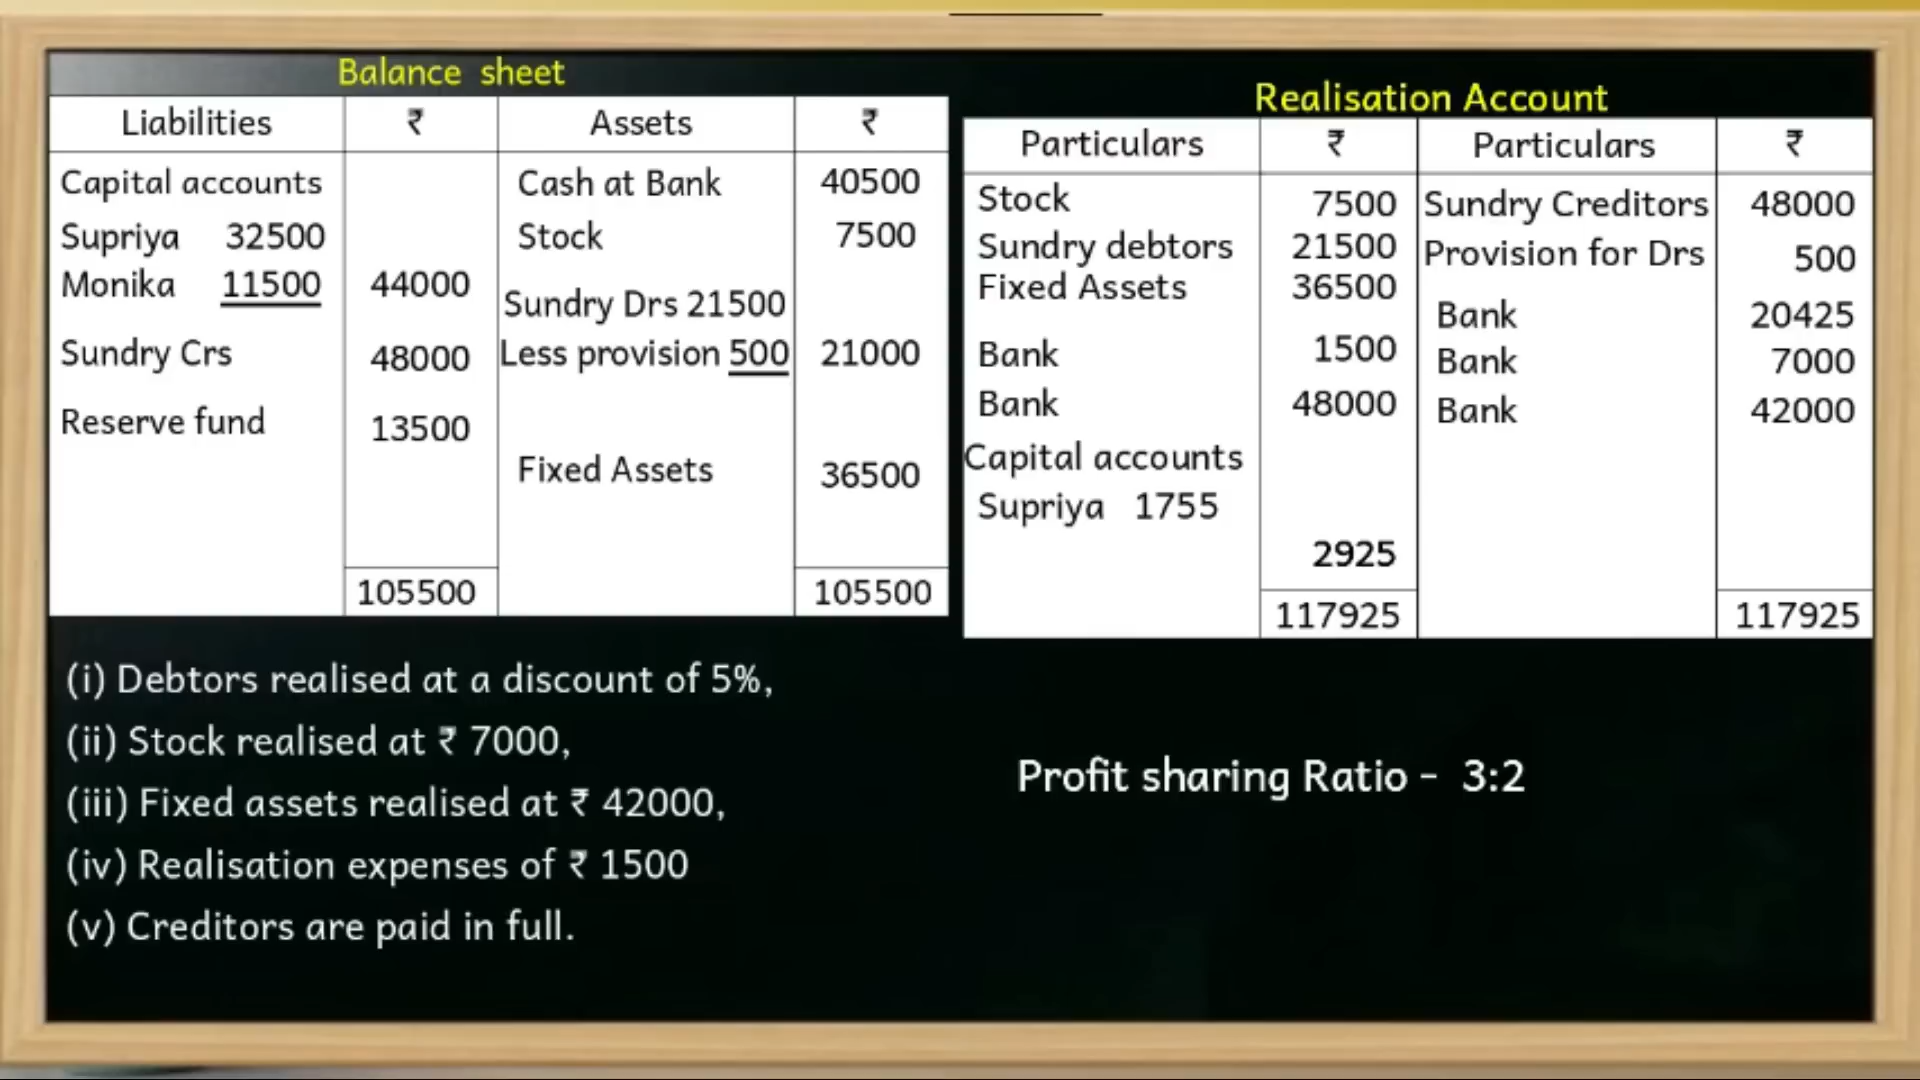 Balance sheet
Liabilities ₹ Assets ₹
Capital accounts Cash at Bank 40500
Supriya 32500 Stock 7500
Monika 11500 44000
Sundry Drs 21500
Sundry Crs 48000 Less provision 500 21000
Reserve fund 13500
Fixed Assets 36500
105500 105500
Realisation Account
Particulars ₹ Particulars ₹
Stock 7500 Sundry Creditors 48000
Sundry debtors 21500 Provision for Drs 500
Fixed Assets 36500
Bank 20425
Bank 1500 Bank 7000
Bank 48000 Bank 42000
Capital accounts
Supriya 1755
2925
117925 117925
(i) Debtors realised at a discount of 5%,
(ii) Stock realised at ₹ 7000,
(iii) Fixed assets realised at ₹ 42000,
(iv) Realisation expenses of ₹ 1500
(v) Creditors are paid in full.
Profit sharing Ratio - 3:2